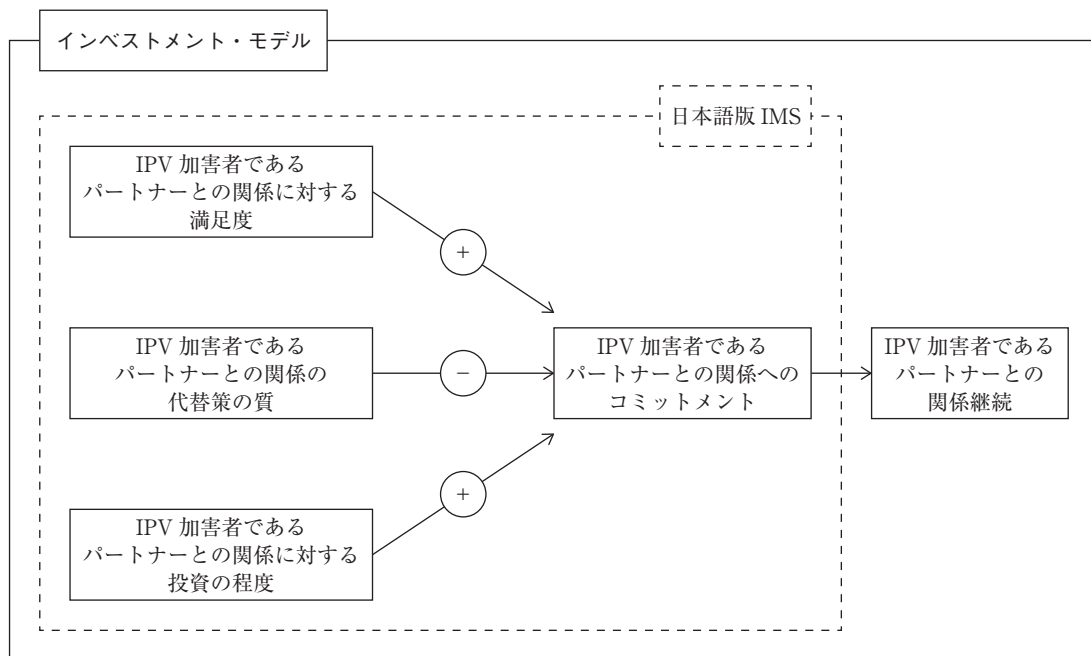 インベストメント・モデル
日本語版 IMS
IPV 加害者である
パートナーとの関係に対する
満足度
+
IPV 加害者である
パートナーとの関係の
代替策の質
−
IPV 加害者である
パートナーとの関係への
コミットメント
IPV 加害者である
パートナーとの
関係継続
+
IPV 加害者である
パートナーとの関係に対する
投資の程度